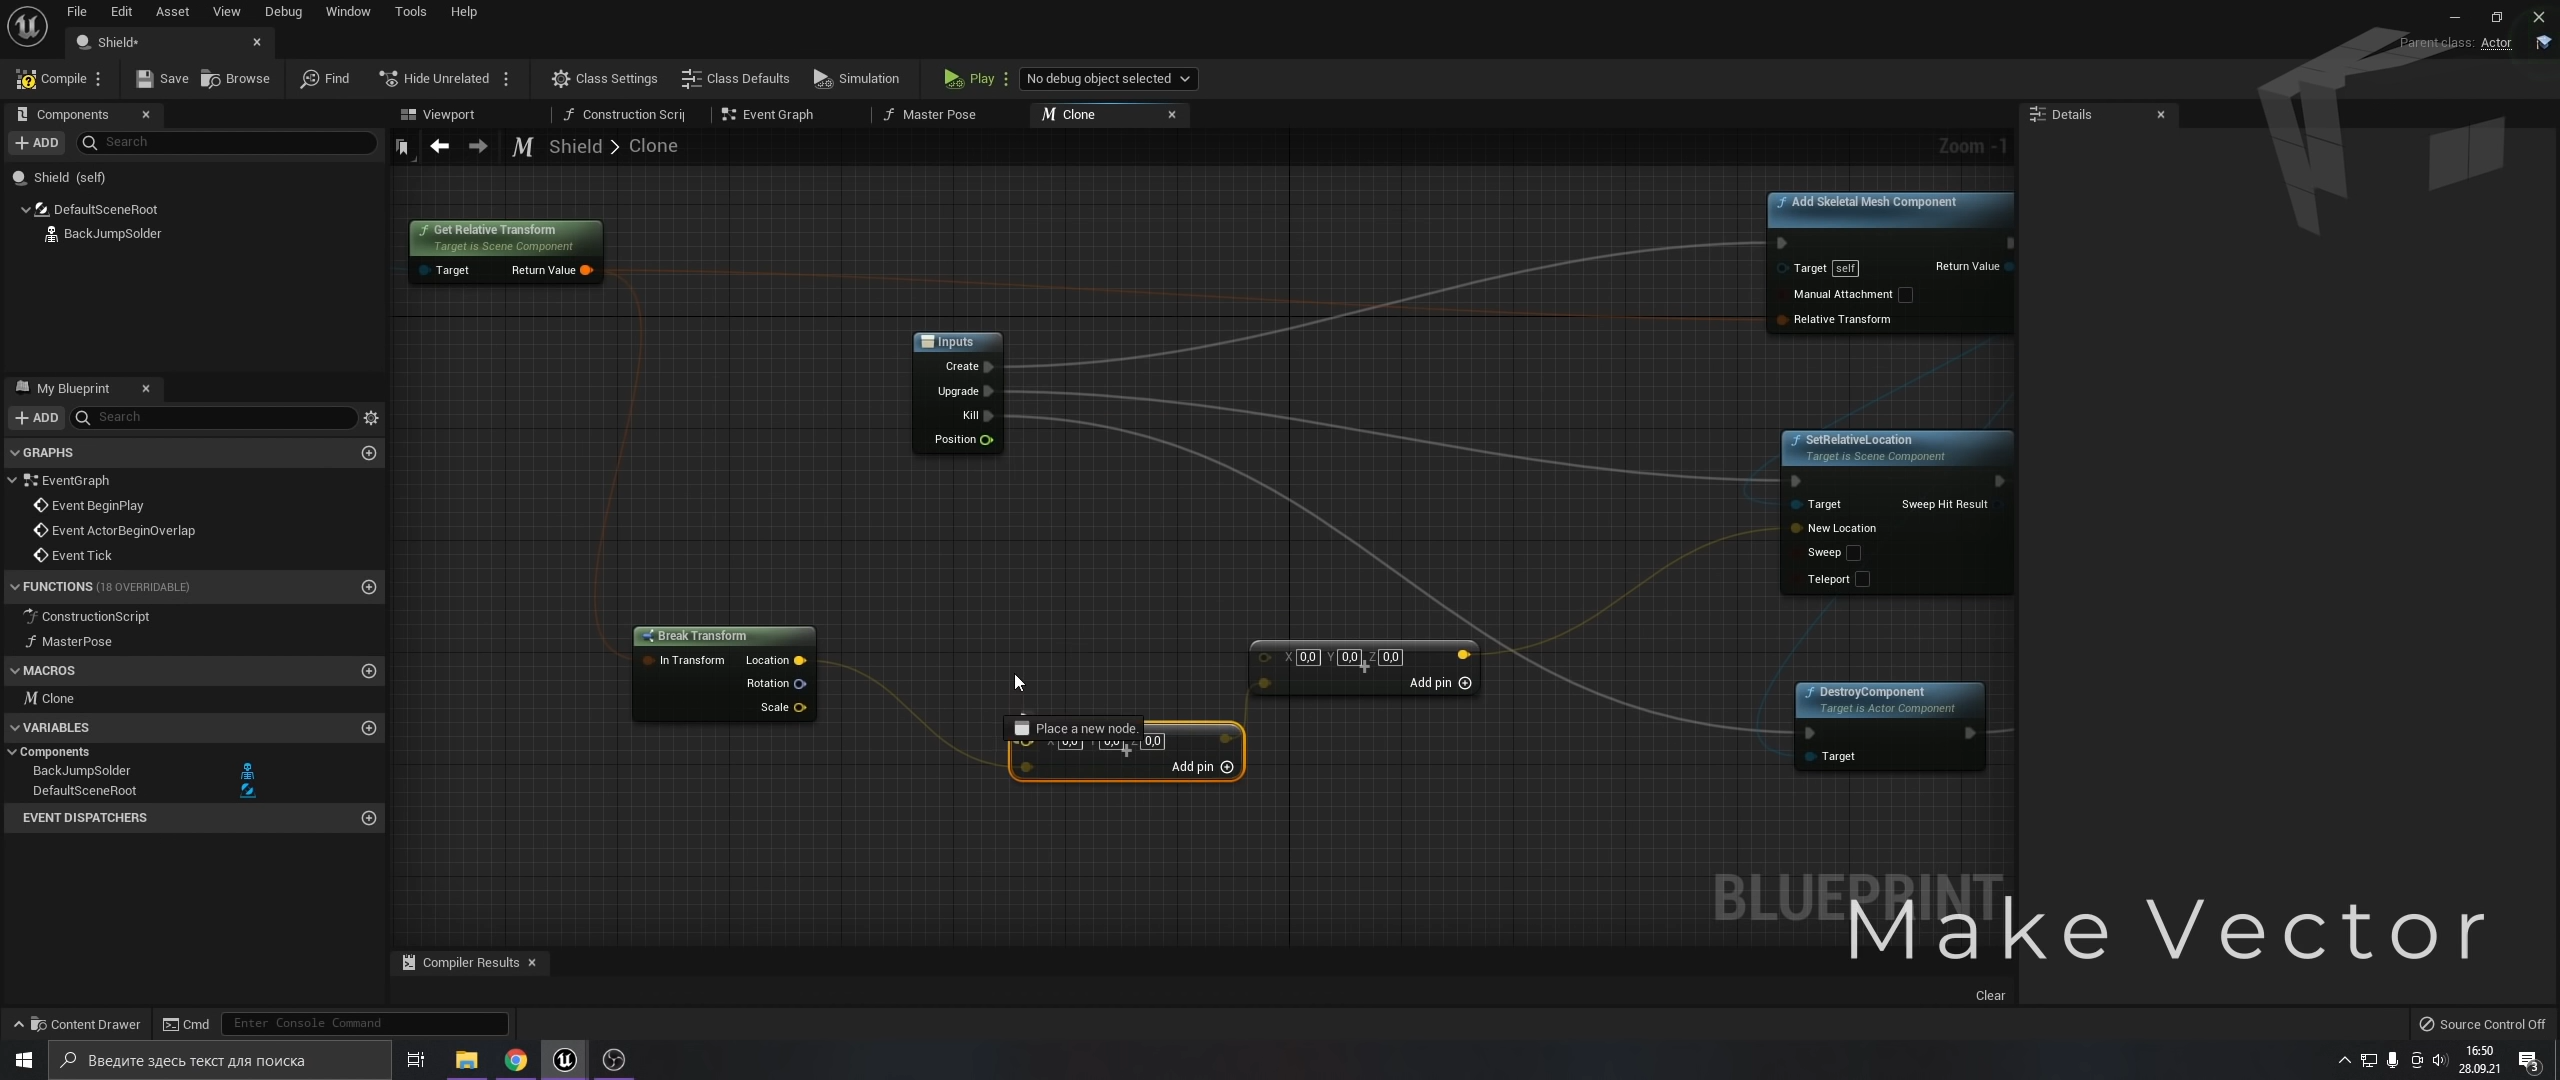 File Edit Asset View Debug Window Tools Help
Shield*
Parent class: Actor
Compile Save Browse Find Hide Unrelated Class Settings Class Defaults Simulation Play No debug object selected
Components
ADD Search
Shield (self)
DefaultSceneRoot
BackJumpSolder
My Blueprint
ADD Search
GRAPHS
EventGraph
Event BeginPlay
Event ActorBeginOverlap
Event Tick
FUNCTIONS (18 OVERRIDABLE)
ConstructionScript
MasterPose
MACROS
Clone
VARIABLES
Components
BackJumpSolder
DefaultSceneRoot
EVENT DISPATCHERS
Viewport Construction Scrip Event Graph Master Pose Clone
Shield > Clone
Zoom -1
Get Relative Transform
Target is Scene Component
Target Return Value
Inputs
Create
Upgrade
Kill
Position
Add Skeletal Mesh Component
Target self Return Value
Manual Attachment
Relative Transform
SetRelativeLocation
Target is Scene Component
Target Sweep Hit Result
New Location
Sweep
Teleport
Break Transform
In Transform Location
Rotation
Scale
X 0,0 Y 0,0 Z 0,0
Add pin
Place a new node.
X 0,0 Y 0,0 Z 0,0
Add pin
DestroyComponent
Target is Actor Component
Target
BLUEPRINT
Make Vector
Details
Compiler Results
Clear
Content Drawer Cmd Enter Console Command
Source Control Off
Введите здесь текст для поиска
16:50
28.09.21
3